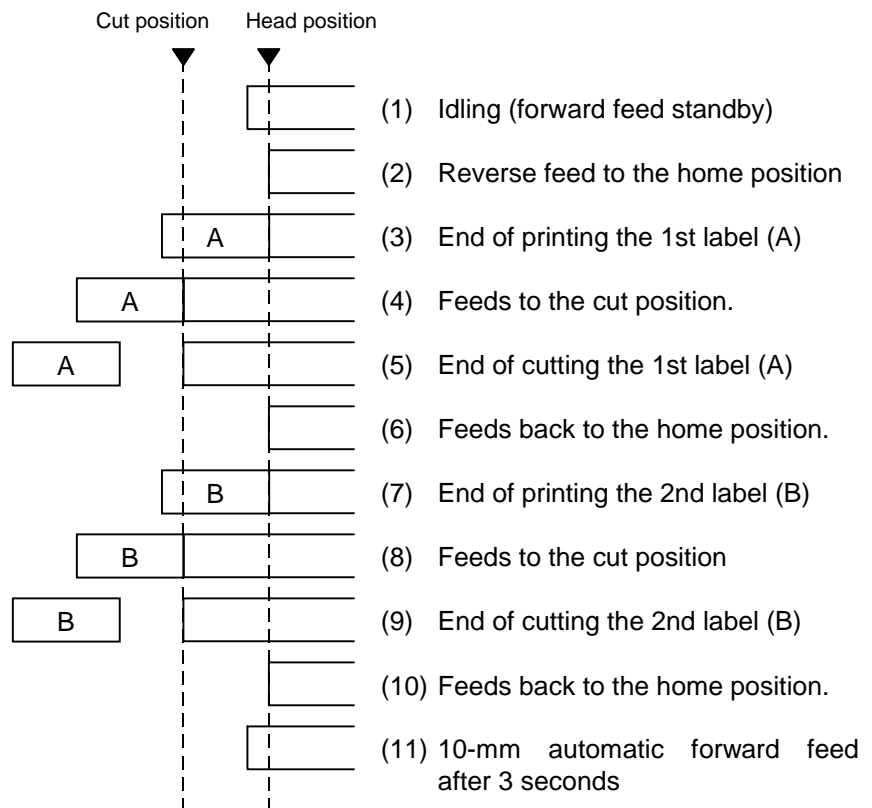 Cut position Head position
(1) Idling (forward feed standby)
(2) Reverse feed to the home position
A (3) End of printing the 1st label (A)
A (4) Feeds to the cut position.
A (5) End of cutting the 1st label (A)
(6) Feeds back to the home position.
B (7) End of printing the 2nd label (B)
B (8) Feeds to the cut position
B (9) End of cutting the 2nd label (B)
(10) Feeds back to the home position.
(11) 10-mm automatic forward feed
after 3 seconds